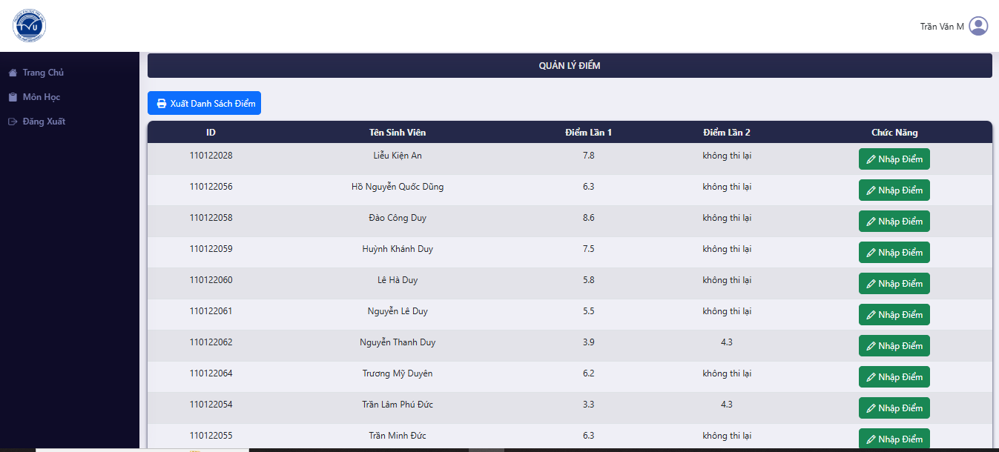 TVU
Trần Văn M
Trang Chủ
Môn Học
Đăng Xuất
QUẢN LÝ ĐIỂM
Xuất Danh Sách Điểm
ID Tên Sinh Viên Điểm Lần 1 Điểm Lần 2 Chức Năng
110122028 Liễu Kiện An 7.8 không thi lại Nhập Điểm
110122056 Hồ Nguyễn Quốc Dũng 6.3 không thi lại Nhập Điểm
110122058 Đào Công Duy 8.6 không thi lại Nhập Điểm
110122059 Huỳnh Khánh Duy 7.5 không thi lại Nhập Điểm
110122060 Lê Hà Duy 5.8 không thi lại Nhập Điểm
110122061 Nguyễn Lê Duy 5.5 không thi lại Nhập Điểm
110122062 Nguyễn Thanh Duy 3.9 4.3 Nhập Điểm
110122064 Trương Mỹ Duyên 6.2 không thi lại Nhập Điểm
110122054 Trần Lâm Phú Đức 3.3 4.3 Nhập Điểm
110122055 Trần Minh Đức 6.3 không thi lại Nhập Điểm